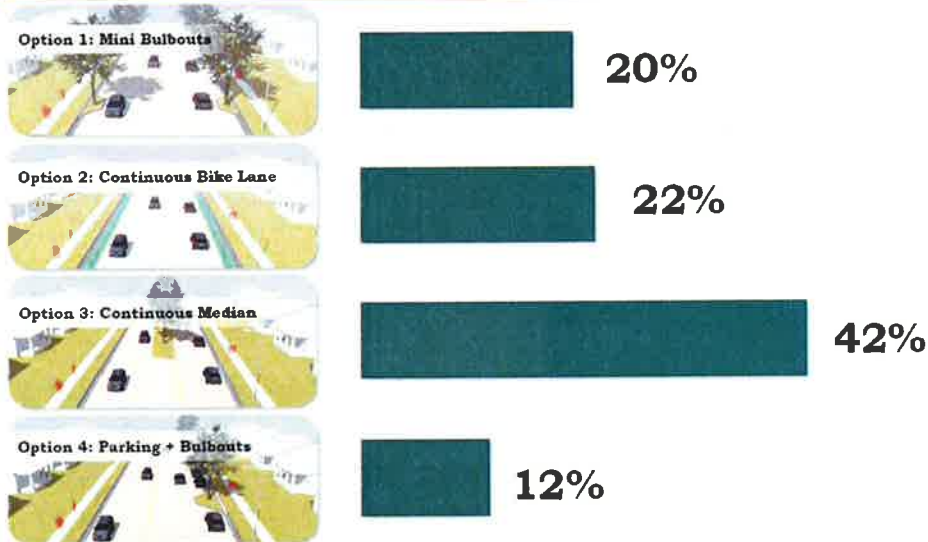 Option 1: Mini Bulbouts
20%
Option 2: Continuous Bike Lane
22%
Option 3: Continuous Median
42%
Option 4: Parking + Bulbouts
12%